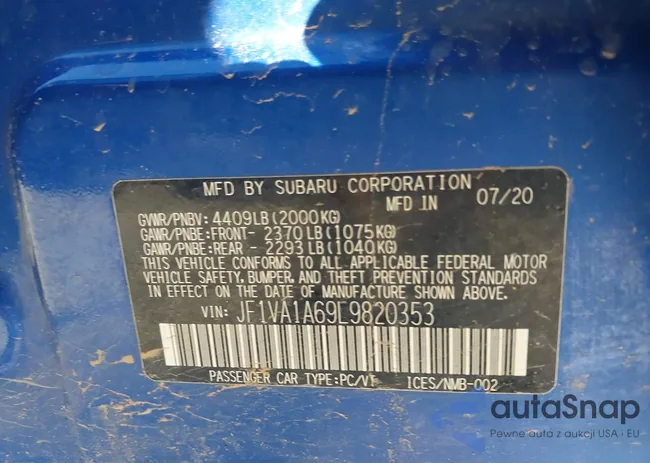 MFD BY SUBARU CORPORATION
MFD IN 07/20
GVWR/PNBV: 4409LB(2000KG)
GAWR/PNBE:FRONT- 2370LB(1075KG)
GAWR/PNBE:REAR - 2293LB(1040KG)
THIS VEHICLE CONFORMS TO ALL APPLICABLE FEDERAL MOTOR
VEHICLE SAFETY, BUMPER, AND THEFT PREVENTION STANDARDS
IN EFFECT ON THE DATE OF MANUFACTURE SHOWN ABOVE.
VIN: JF1VA1A69L9820353
PASSENGER CAR TYPE:PC/VT ICES/NMB-002
autaSnap
Pewne auta z aukcji USA i EU